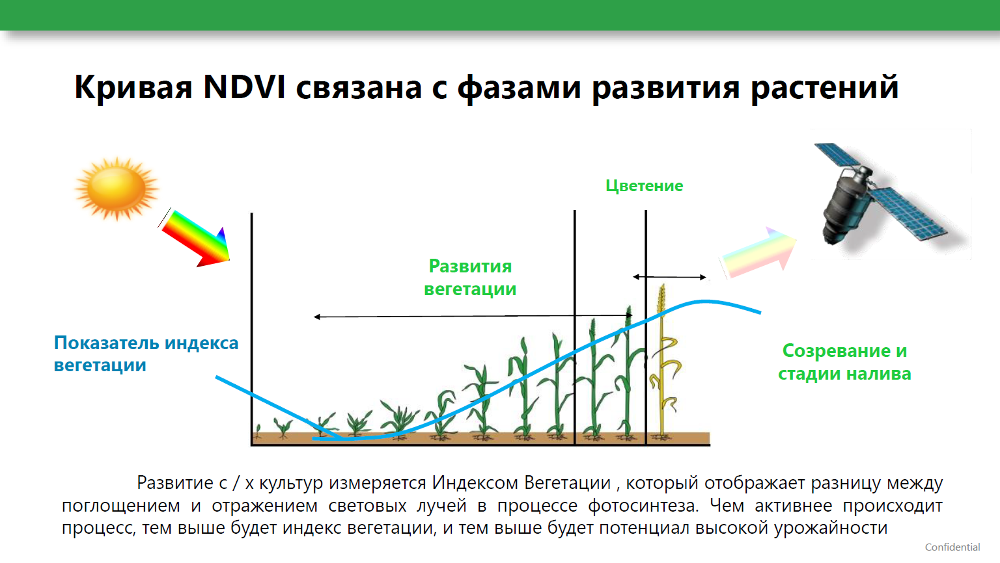 Кривая NDVI связана с фазами развития растений
Цветение
Развития
вегетации
Показатель индекса
вегетации
Созревание и
стадии налива
Развитие с / х культур измеряется Индексом Вегетации , который отображает разницу между
поглощением и отражением световых лучей в процессе фотосинтеза. Чем активнее происходит
процесс, тем выше будет индекс вегетации, и тем выше будет потенциал высокой урожайности
Confidential